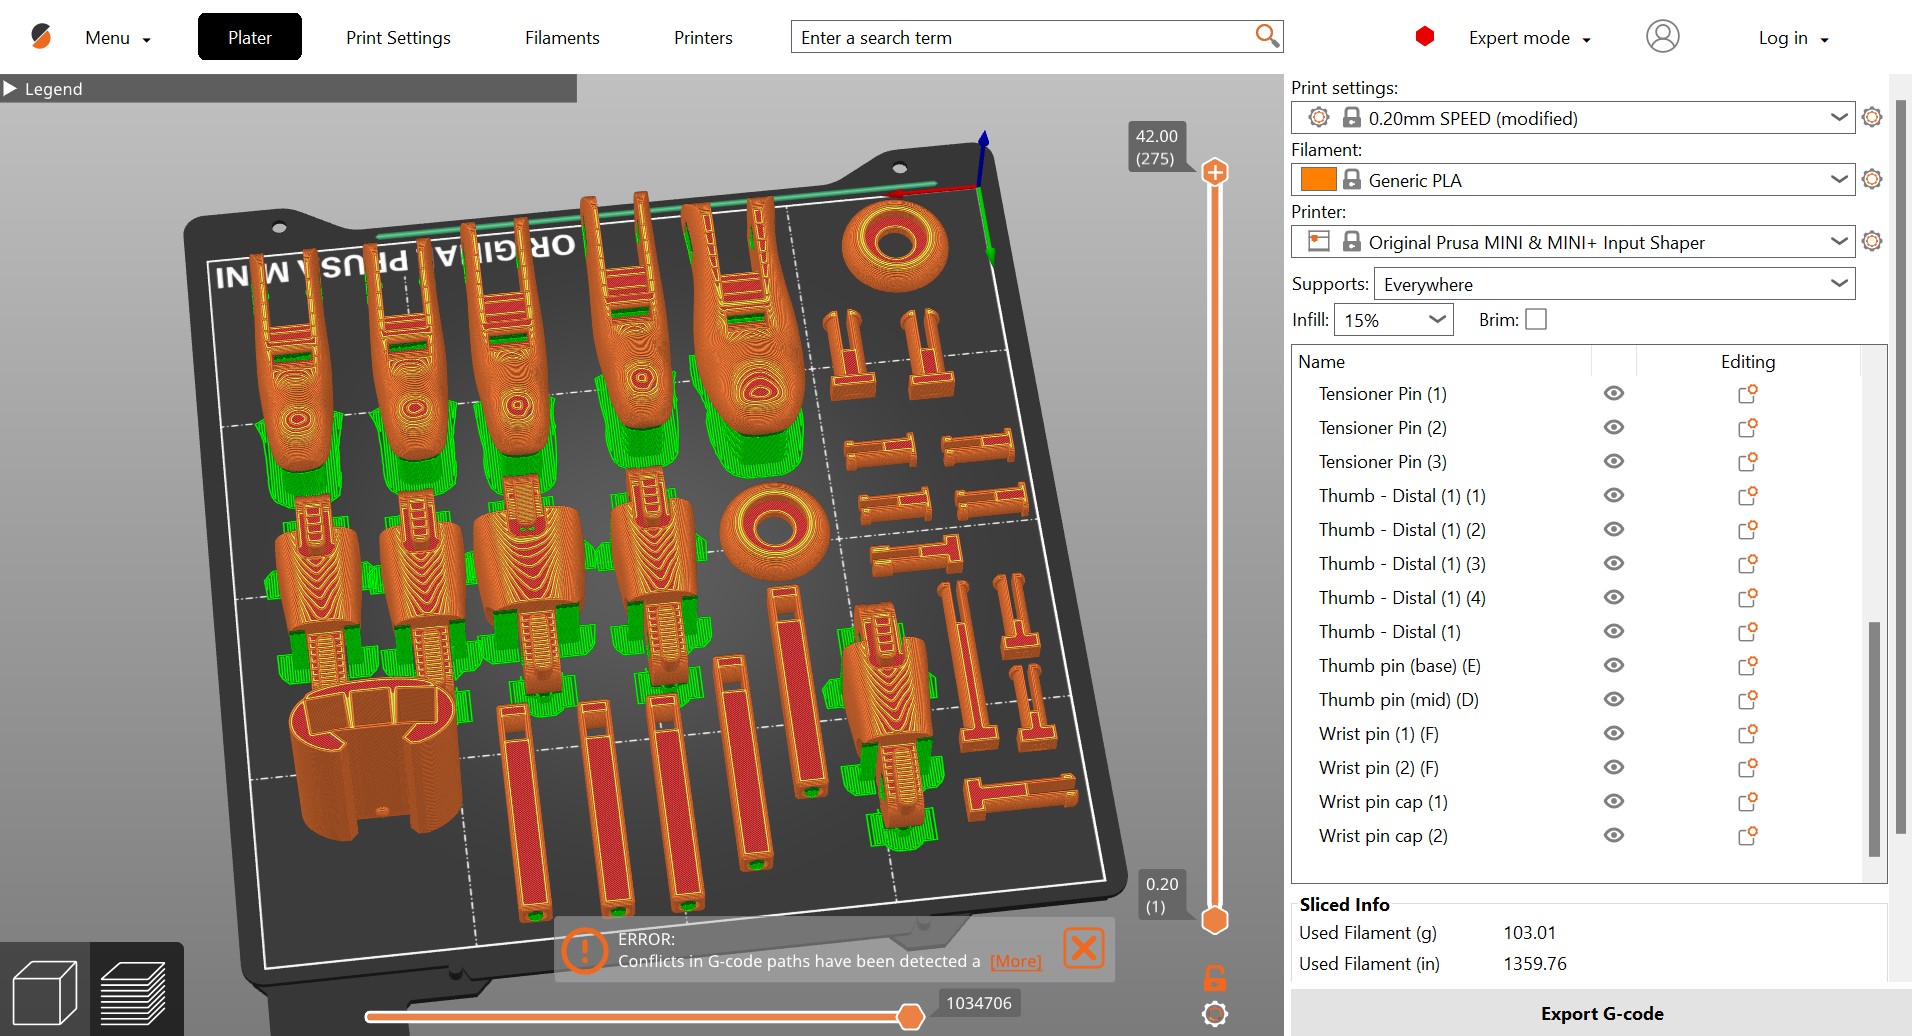 Menu
Plater
Print Settings
Filaments
Printers
Enter a search term
Expert mode
Log in
Legend
42.00
(275)
ORIGINAL PRUSA MINI
0.20
(1)
ERROR:
Conflicts in G-code paths have been detected a [More]
1034706
Print settings:
0.20mm SPEED (modified)
Filament:
Generic PLA
Printer:
Original Prusa MINI & MINI+ Input Shaper
Supports: Everywhere
Infill: 15% Brim:
Name Editing
Tensioner Pin (1)
Tensioner Pin (2)
Tensioner Pin (3)
Thumb - Distal (1) (1)
Thumb - Distal (1) (2)
Thumb - Distal (1) (3)
Thumb - Distal (1) (4)
Thumb - Distal (1)
Thumb pin (base) (E)
Thumb pin (mid) (D)
Wrist pin (1) (F)
Wrist pin (2) (F)
Wrist pin cap (1)
Wrist pin cap (2)
Sliced Info
Used Filament (g) 103.01
Used Filament (in) 1359.76
Export G-code